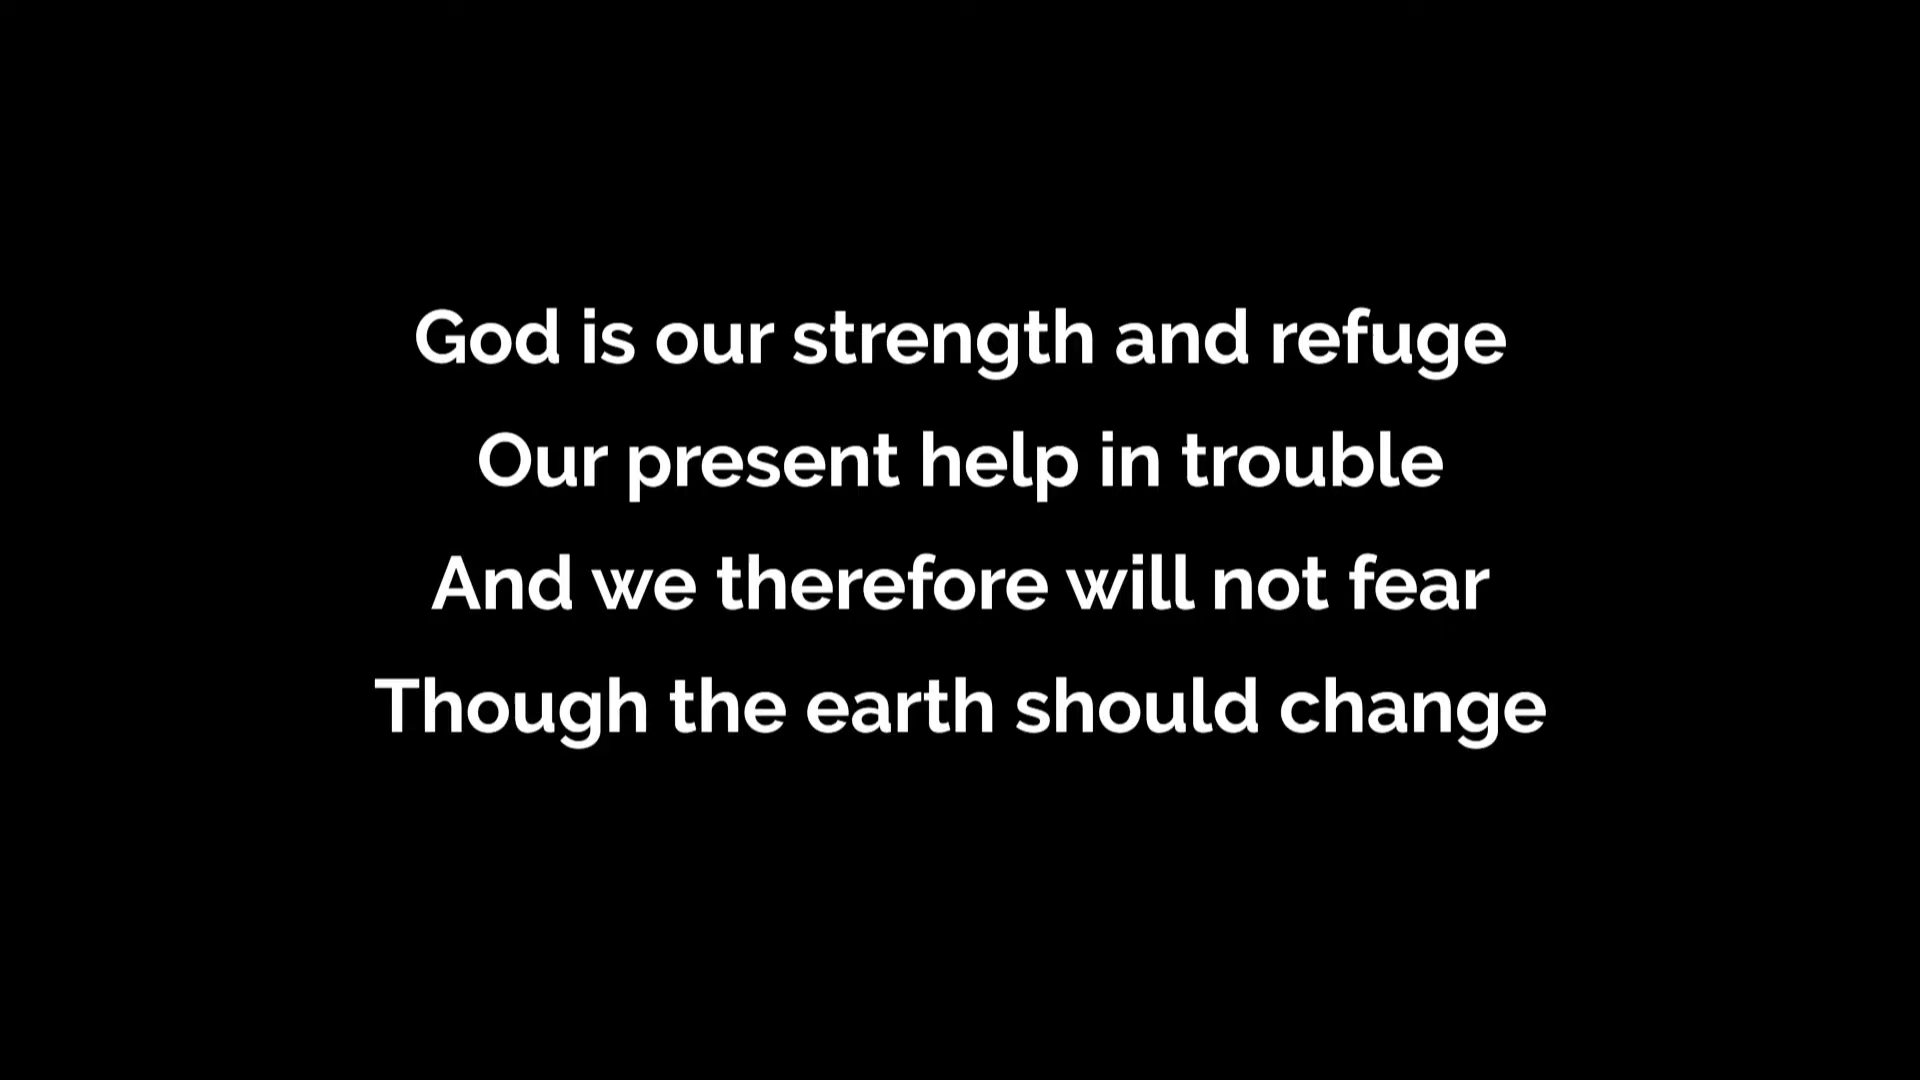 God is our strength and refuge
Our present help in trouble
And we therefore will not fear
Though the earth should change